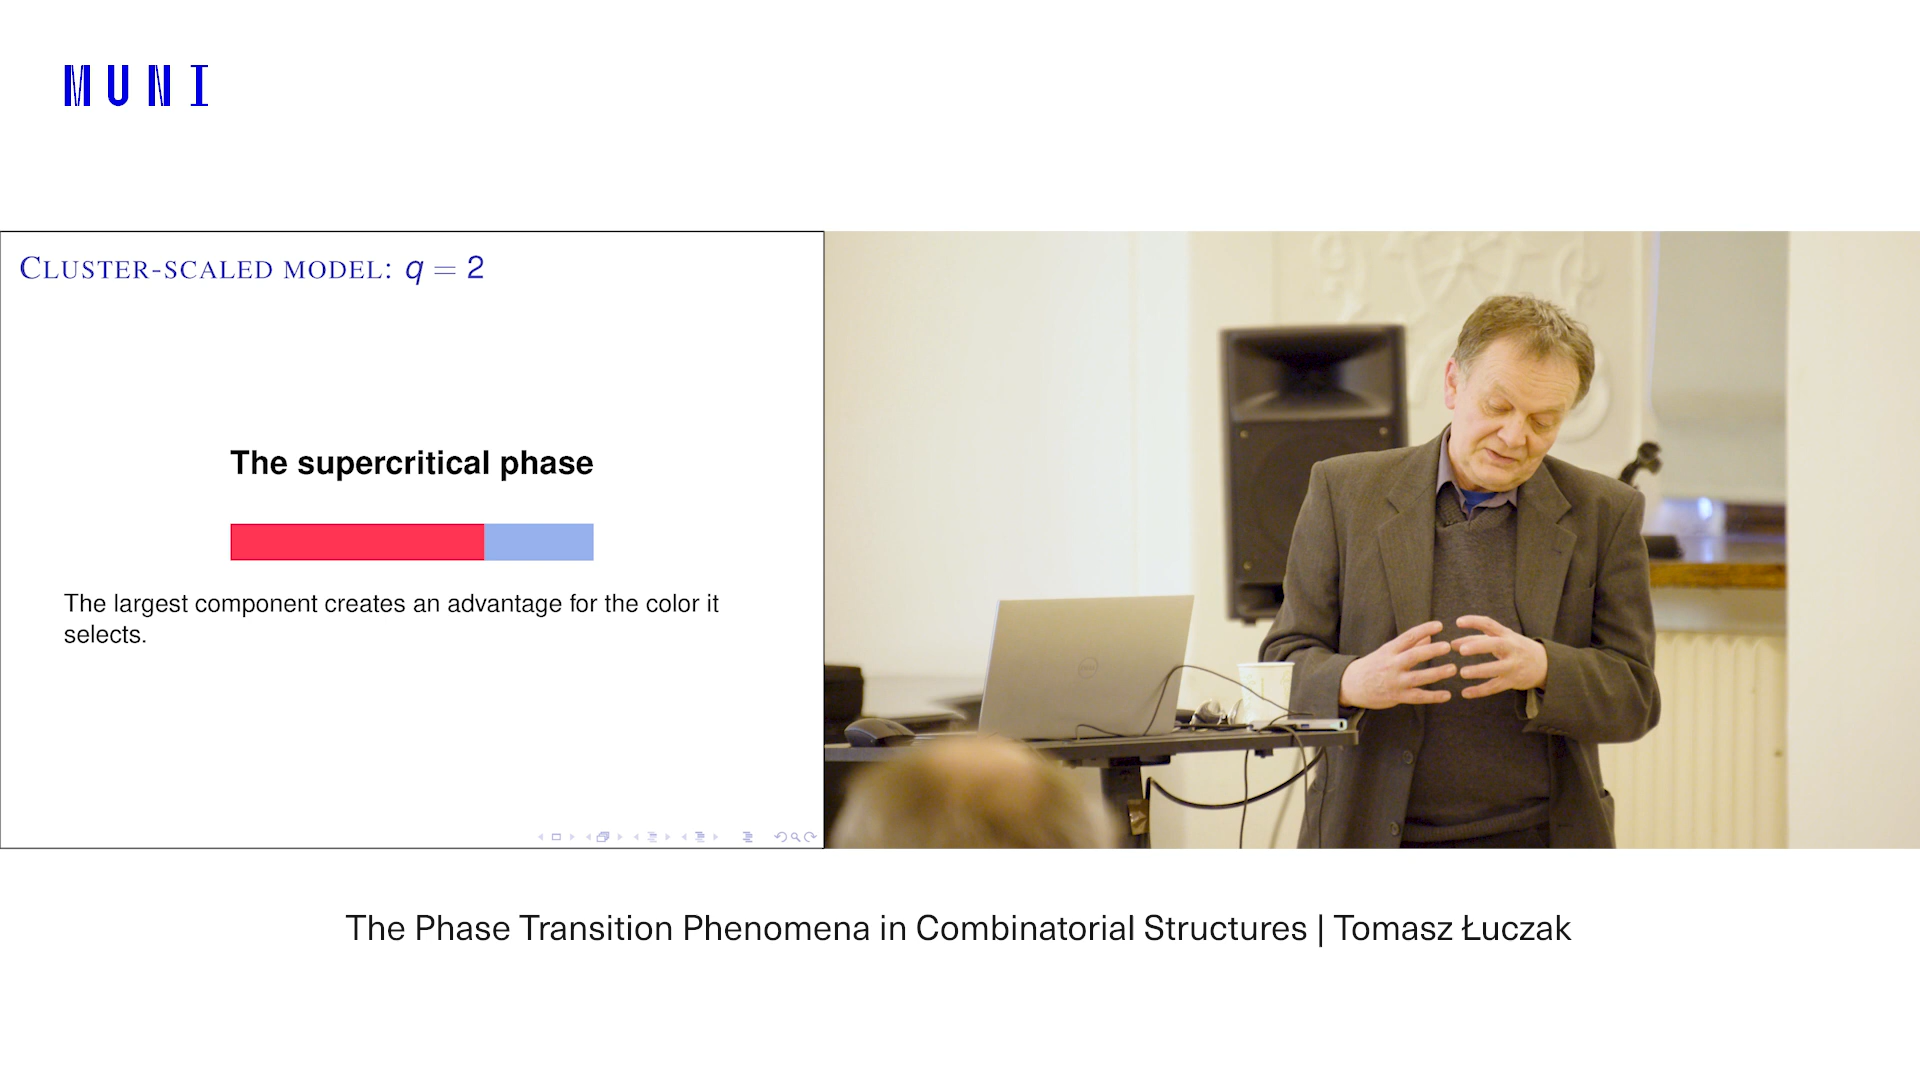 MUNI
CLUSTER-SCALED MODEL: q = 2
The supercritical phase
The largest component creates an advantage for the color it
selects.
The Phase Transition Phenomena in Combinatorial Structures | Tomasz Łuczak